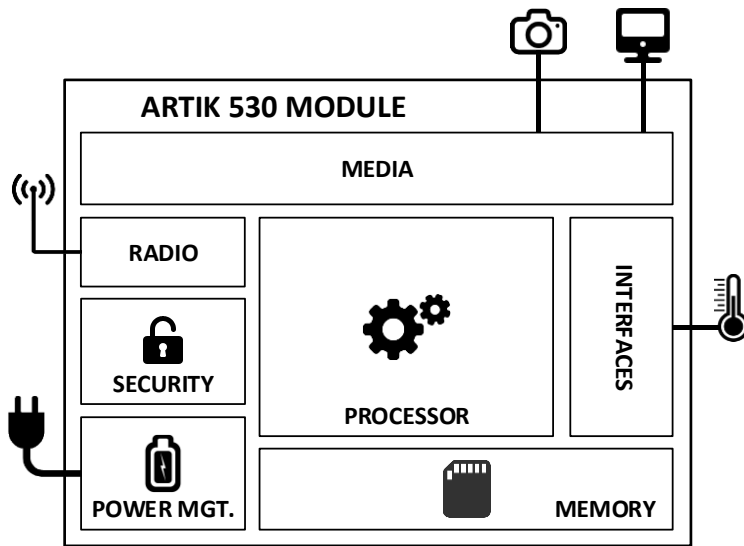 ARTIK 530 MODULE
MEDIA
RADIO
INTERFACES
SECURITY
PROCESSOR
POWER MGT.
MEMORY